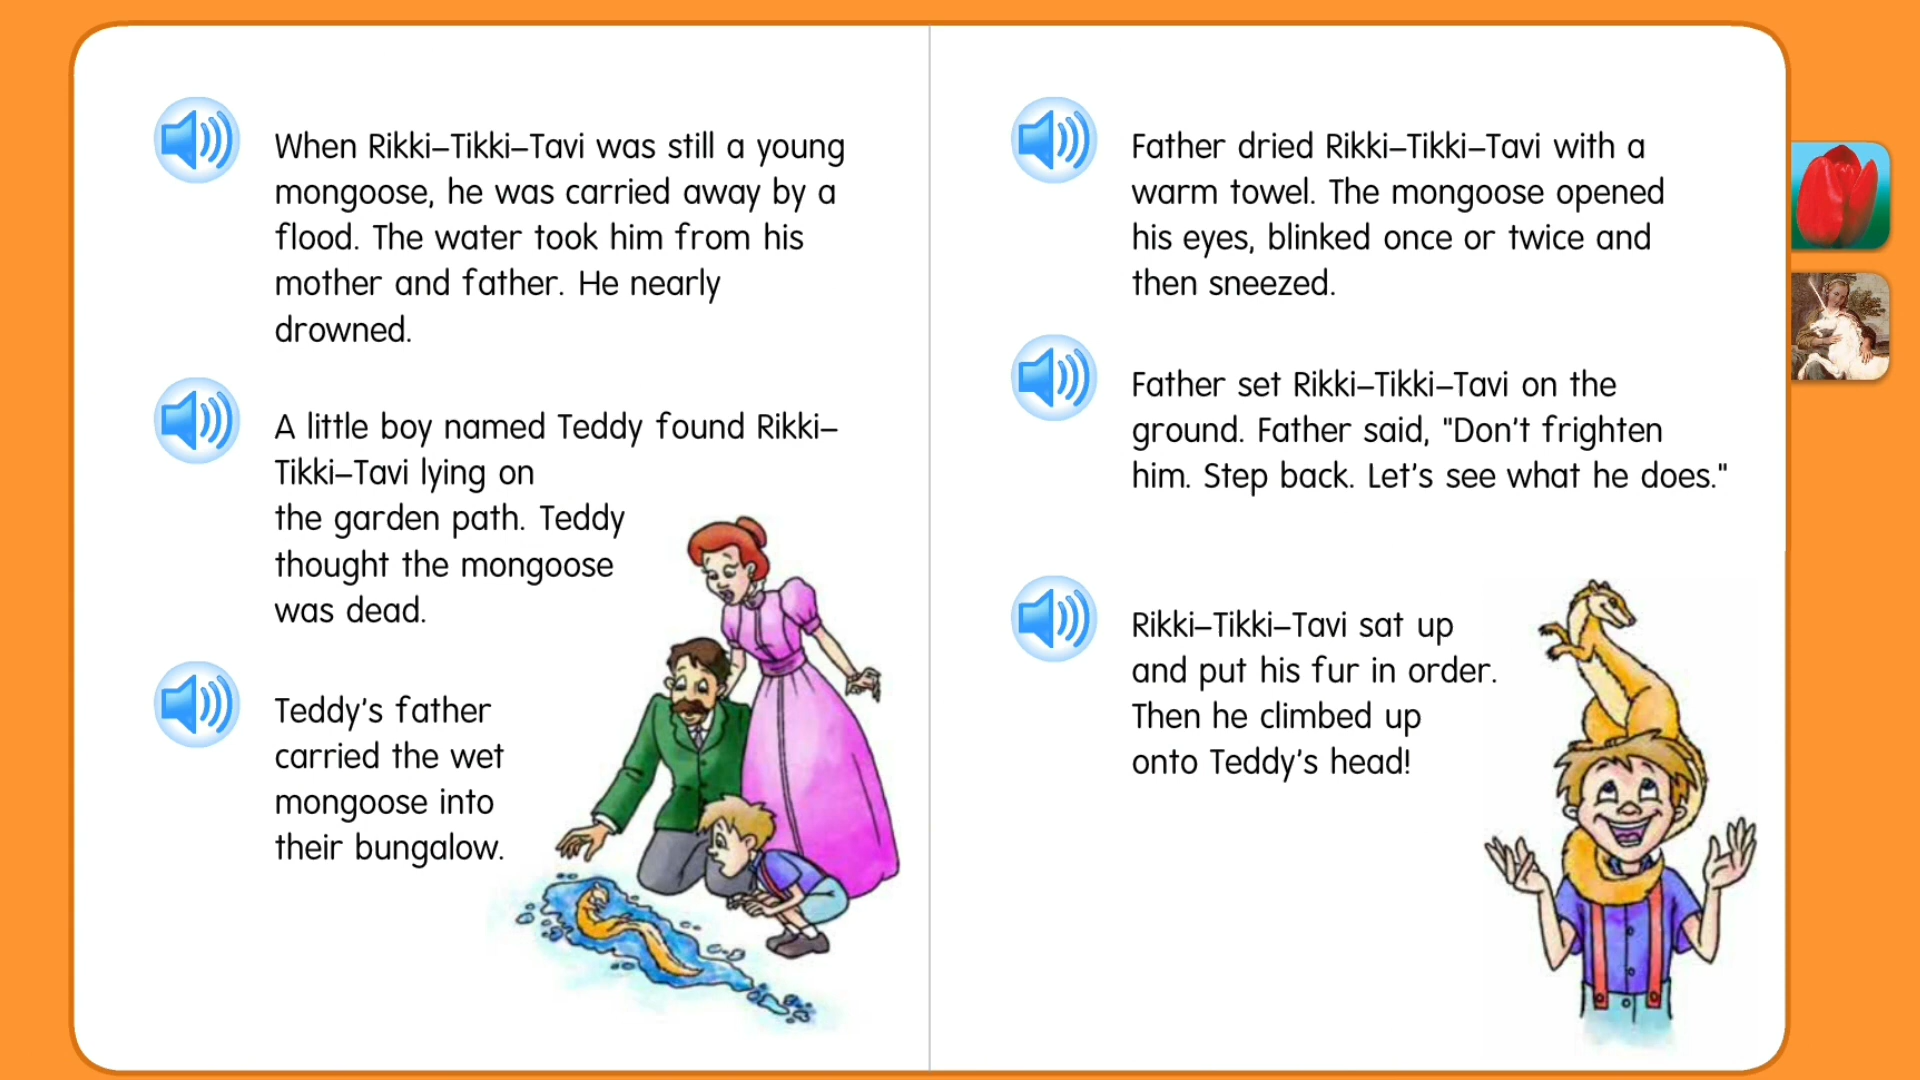 When Rikki–Tikki–Tavi was still a young
mongoose, he was carried away by a
flood. The water took him from his
mother and father. He nearly
drowned.
A little boy named Teddy found Rikki–
Tikki–Tavi lying on
the garden path. Teddy
thought the mongoose
was dead.
Teddy's father
carried the wet
mongoose into
their bungalow.
Father dried Rikki–Tikki–Tavi with a
warm towel. The mongoose opened
his eyes, blinked once or twice and
then sneezed.
Father set Rikki–Tikki–Tavi on the
ground. Father said, "Don't frighten
him. Step back. Let's see what he does."
Rikki–Tikki–Tavi sat up
and put his fur in order.
Then he climbed up
onto Teddy's head!